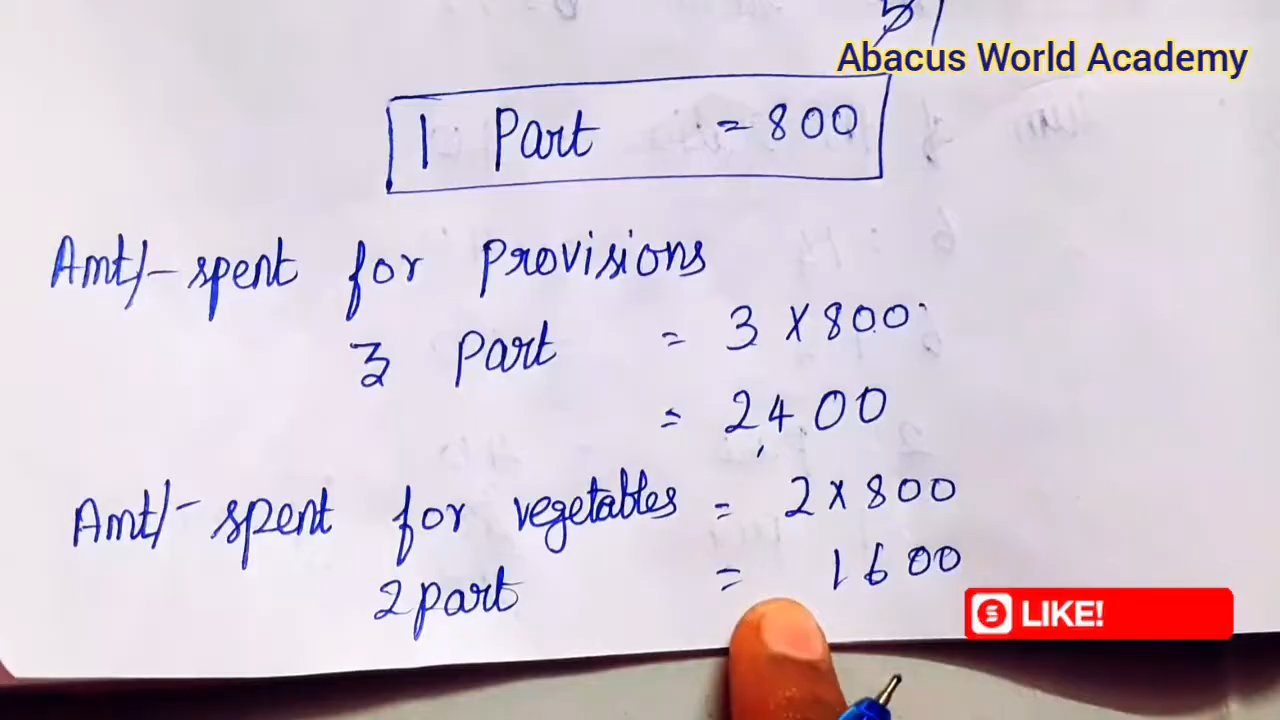 Abacus World Academy
1 Part = 800
Amt/- spent for Provisions
3 Part = 3 × 800
= 2400
Amt/- spent for vegetables = 2 × 800
2 part = 1600
LIKE!